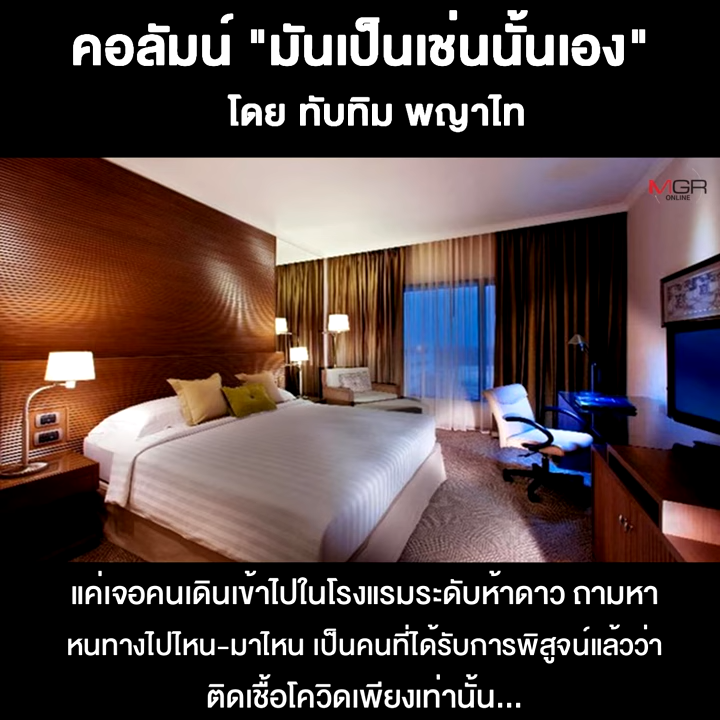 คอลัมน์ "มันเป็นเช่นนั้นเอง"
โดย ทับทิม พญาไท
MGR
ONLINE
แค่เจอคนเดินเข้าไปในโรงแรมระดับห้าดาว ถามหา
หนทางไปไหน-มาไหน เป็นคนที่ได้รับการพิสูจน์แล้วว่า
ติดเชื้อโควิดเพียงเท่านั้น...